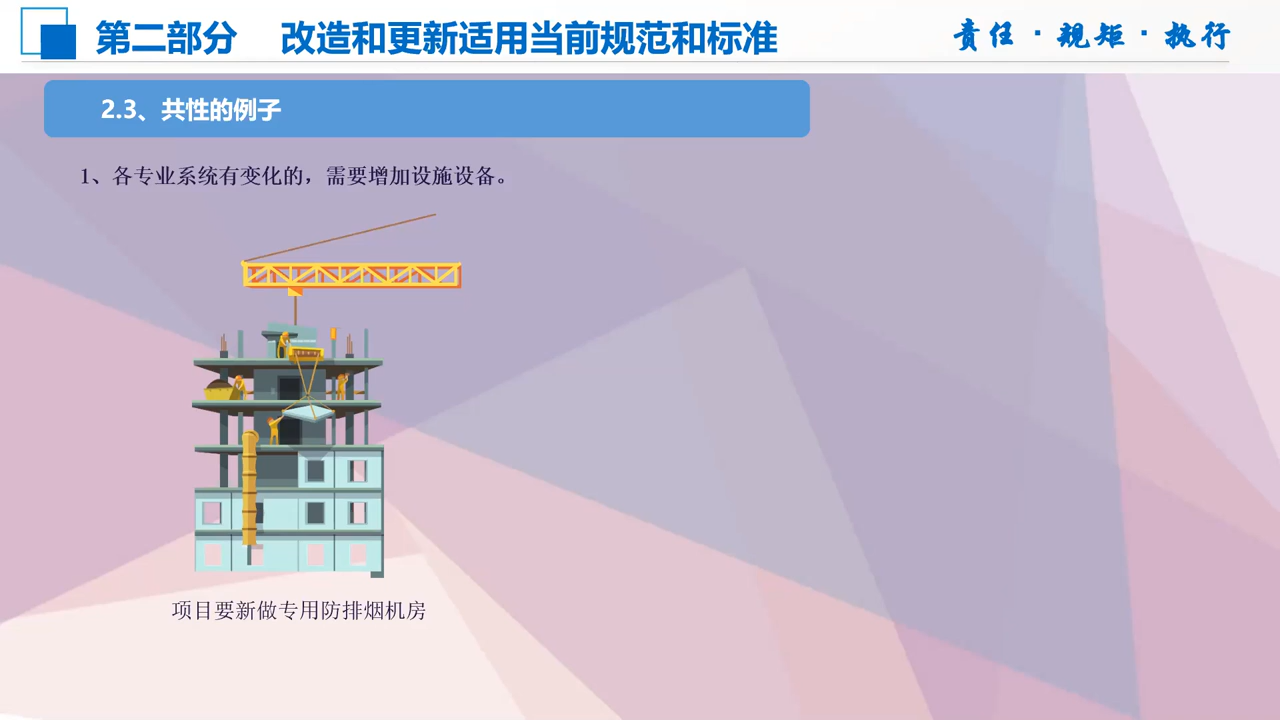 第二部分 改造和更新适用当前规范和标准
责任·规矩·执行
2.3、共性的例子
1、各专业系统有变化的，需要增加设施设备。
项目要新做专用防排烟机房